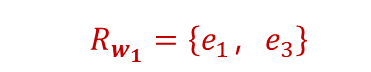 R_{w_1} = {e_1, e_3}